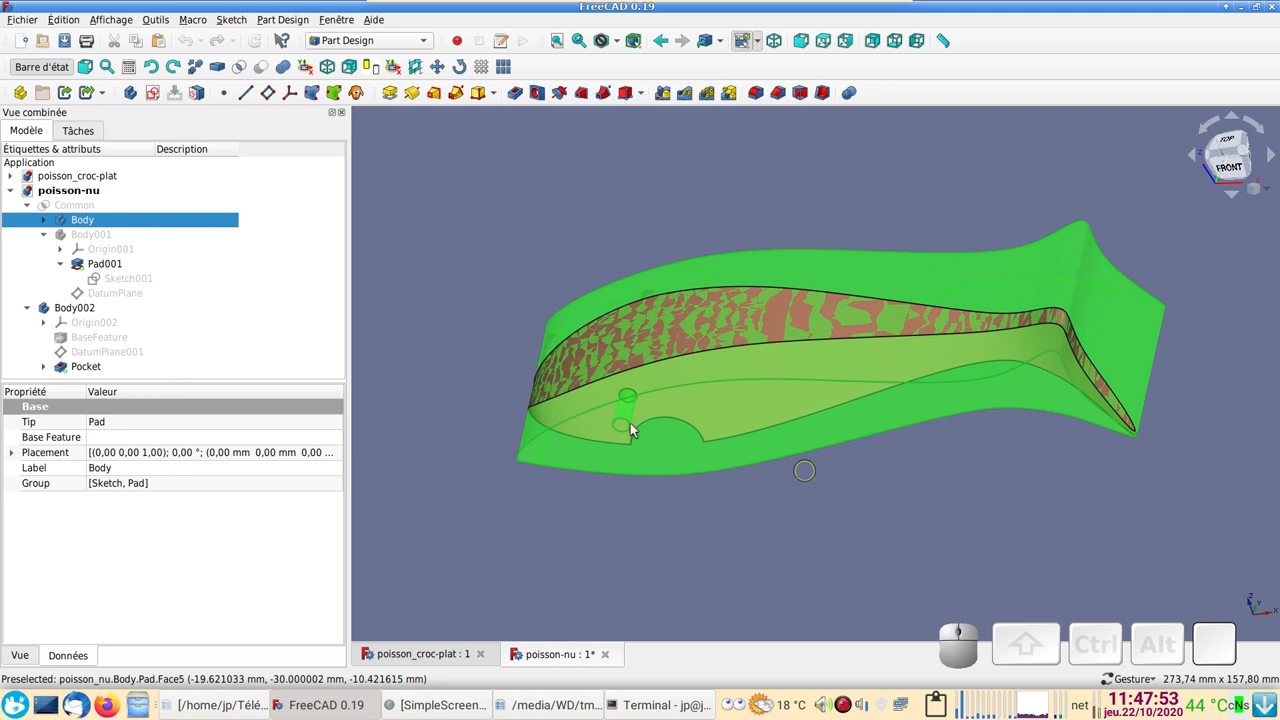 FreeCAD 0.19
Fichier Édition Affichage Outils Macro Sketch Part Design Fenêtre Aide
Part Design
Barre d'état
Vue combinée
Modèle Tâches
Étiquettes & attributs Description
Application
poisson_croc-plat
poisson-nu
Common
Body
Body001
Origin001
Pad001
Sketch001
DatumPlane
Body002
Origin002
BaseFeature
DatumPlane001
Pocket
Propriété Valeur
Base
Tip Pad
Base Feature
Placement [(0,00 0,00 1,00); 0,00 °; (0,00 mm 0,00 mm 0,00 ...
Label Body
Group [Sketch, Pad]
TOP
FRONT
Vue Données
poisson_croc-plat : 1 poisson-nu : 1*
Ctrl Alt
Preselected: poisson_nu.Body.Pad.Face5 (-19.621033 mm, -30.000002 mm, -10.421615 mm) Gesture 273,74 mm x 157,80 mm
[/home/jp/Télé... FreeCAD 0.19 [SimpleScreen... /media/WD/tm... Terminal - jp@j... 18 °C net 11:47:53 jeu.22/10/2020 44 °C